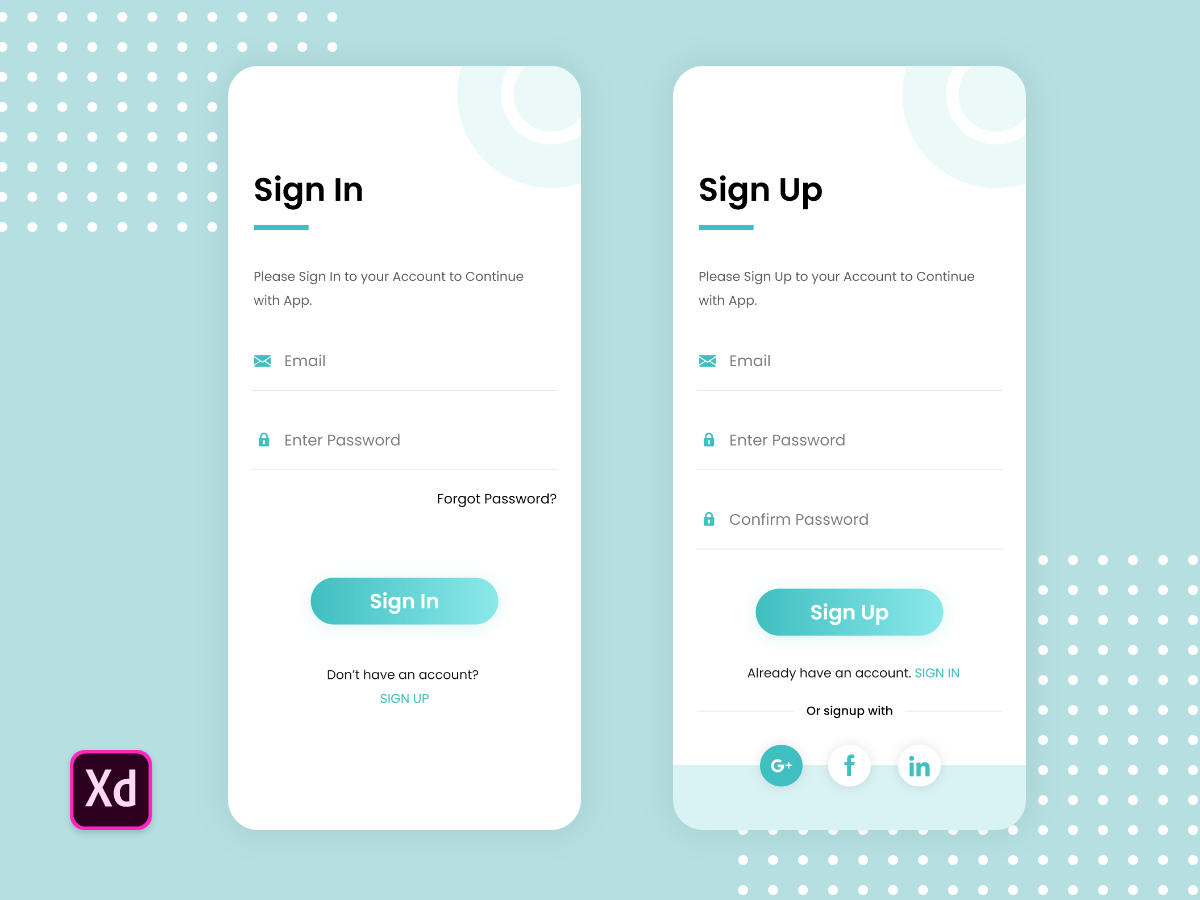 Sign In
Please Sign In to your Account to Continue
with App.
Email
Enter Password
Forgot Password?
Sign In
Don’t have an account?
SIGN UP
Sign Up
Please Sign Up to your Account to Continue
with App.
Email
Enter Password
Confirm Password
Sign Up
Already have an account. SIGN IN
Or signup with
G+ f in
Xd